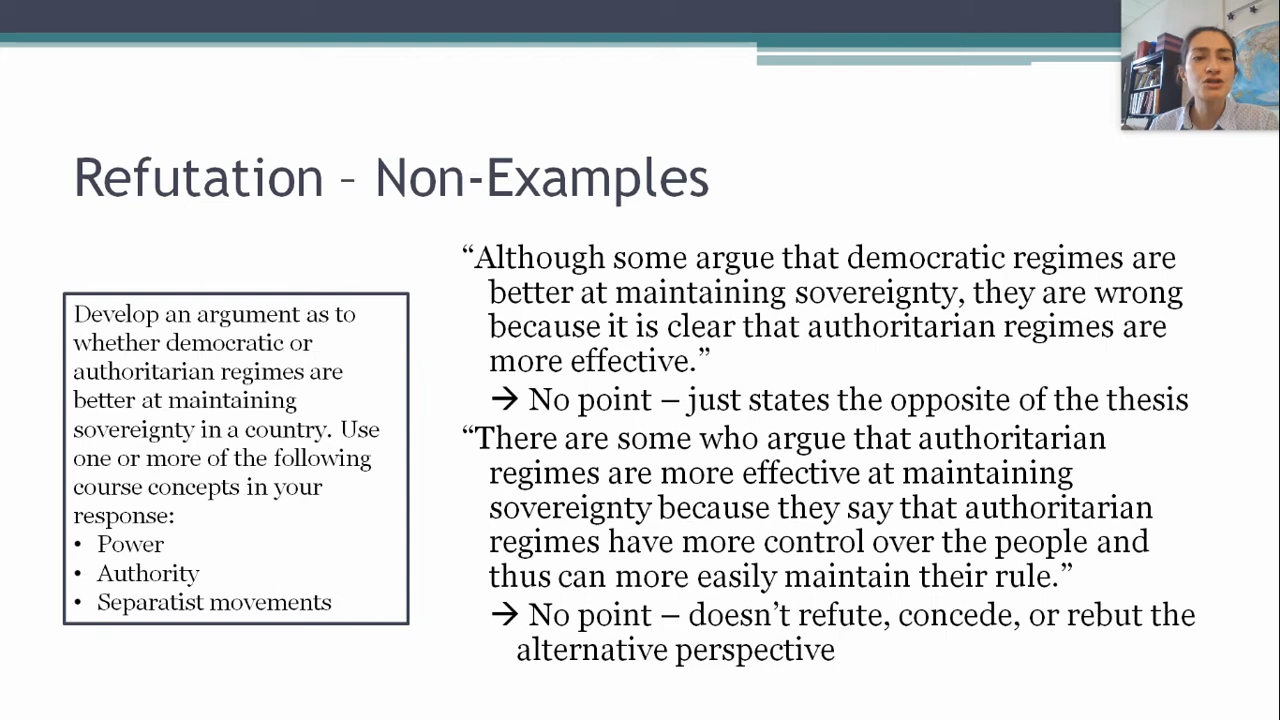 Refutation – Non-Examples
Develop an argument as to
whether democratic or
authoritarian regimes are
better at maintaining
sovereignty in a country. Use
one or more of the following
course concepts in your
response:
• Power
• Authority
• Separatist movements
“Although some argue that democratic regimes are
better at maintaining sovereignty, they are wrong
because it is clear that authoritarian regimes are
more effective.”
→ No point – just states the opposite of the thesis
“There are some who argue that authoritarian
regimes are more effective at maintaining
sovereignty because they say that authoritarian
regimes have more control over the people and
thus can more easily maintain their rule.”
→ No point – doesn’t refute, concede, or rebut the
alternative perspective